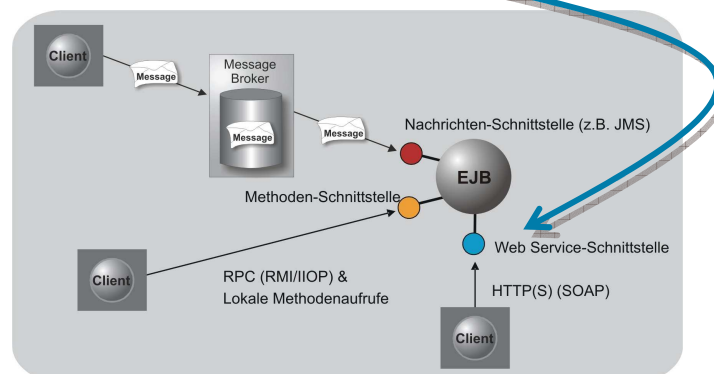 Client
Message
Message
Broker
Message
Message
Nachrichten-Schnittstelle (z.B. JMS)
EJB
Methoden-Schnittstelle
Web Service-Schnittstelle
Client
RPC (RMI/IIOP) &
Lokale Methodenaufrufe
HTTP(S) (SOAP)
Client